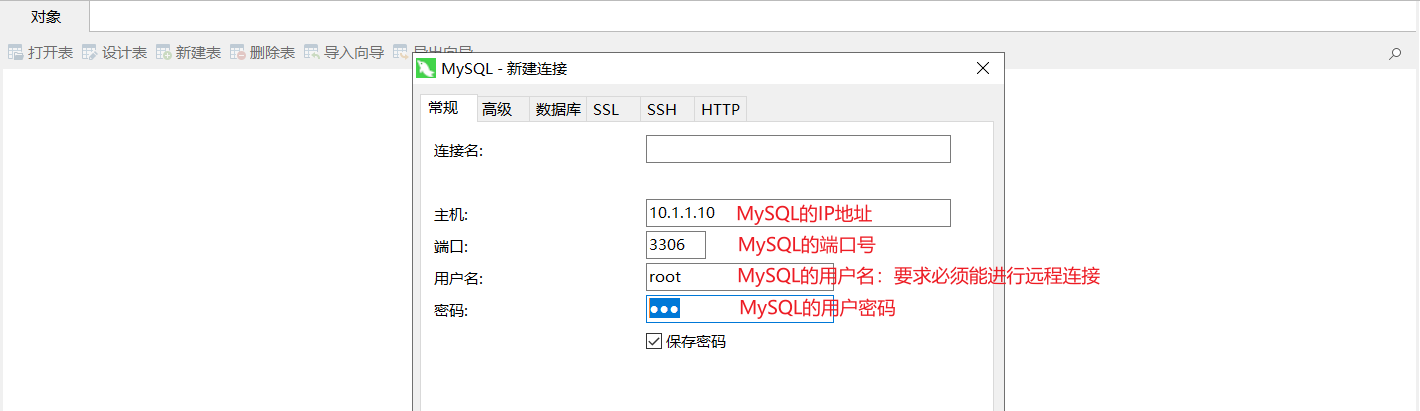 对象
打开表 设计表 新建表 删除表 导入向导 导出向导
MySQL - 新建连接
常规 高级 数据库 SSL SSH HTTP
连接名:
主机: 10.1.1.10 MySQL的IP地址
端口: 3306 MySQL的端口号
用户名: root MySQL的用户名：要求必须能进行远程连接
密码: ●●● MySQL的用户密码
保存密码